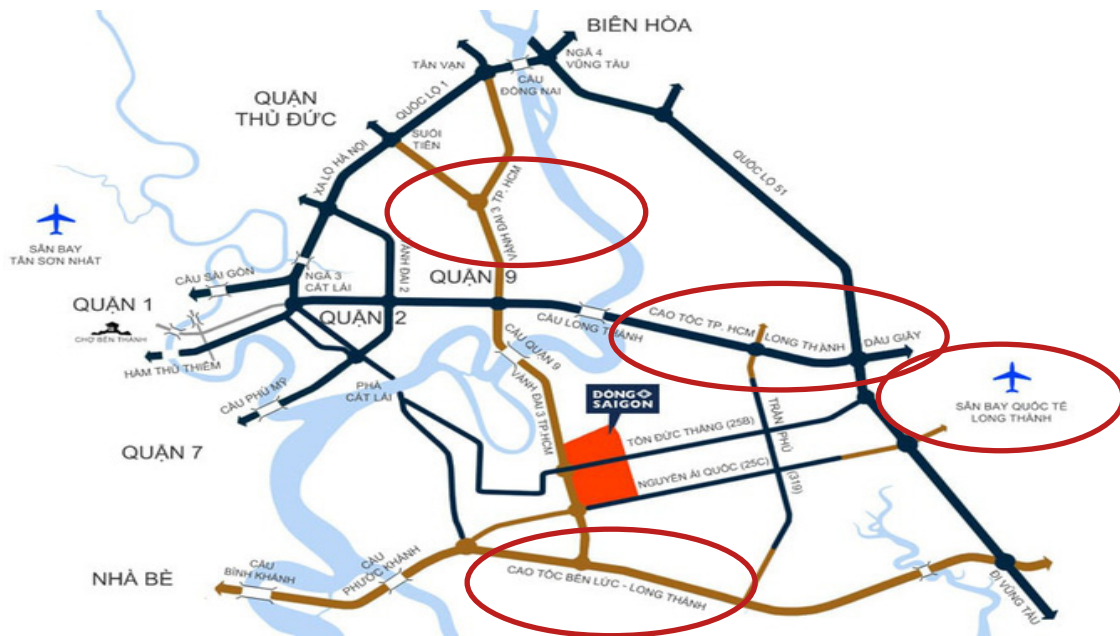 BIÊN HÒA
NGÃ 4
VŨNG TÀU
TÂN VẠN
CẦU
ĐỒNG NAI
QUỐC LỘ 1
QUẬN
THỦ ĐỨC
SUỐI
TIÊN
XA LỘ HÀ NỘI
VÀNH ĐAI 3
TP. HCM
QUỐC LỘ 51
SÂN BAY
TÂN SƠN NHẤT
CẦU SÀI GÒN
NGÃ 3
CÁT LÁI
ÀNH ĐAI 2
QUẬN 9
QUẬN 1
CHỢ BẾN THÀNH
QUẬN 2
CẦU LONG THÀNH
CAO TỐC TP. HCM
LONG THÀNH
DẦU GIÂY
HẦM THỦ THIÊM
CẦU QUẬN 9
CẦU PHÚ MỸ
PHÀ
CÁT LÁI
VÀNH ĐAI 3 TP.HCM
ĐÔNG
SAIGON
SÂN BAY QUỐC TẾ
LONG THÀNH
TRẦN PHÚ
(319)
TÔN ĐỨC THẮNG (25B)
QUẬN 7
NGUYỄN ÁI QUỐC (25C)
NHÀ BÈ
CẦU
BÌNH KHÁNH
CẦU
PHƯỚC KHÁNH
CAO TỐC BẾN LỨC - LONG THÀNH
ĐI VŨNG TÀU